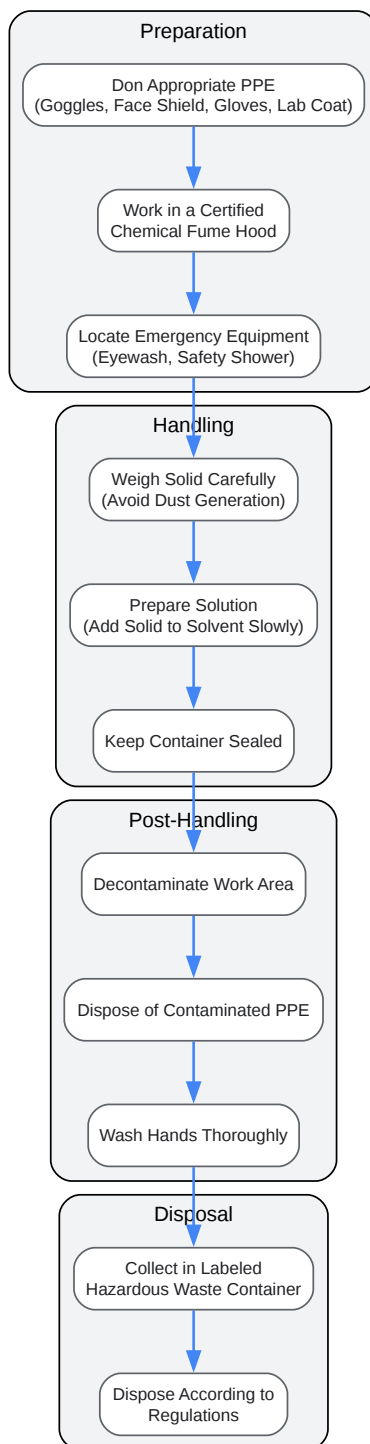 Preparation
Don Appropriate PPE
(Goggles, Face Shield, Gloves, Lab Coat)
Work in a Certified
Chemical Fume Hood
Locate Emergency Equipment
(Eyewash, Safety Shower)
Handling
Weigh Solid Carefully
(Avoid Dust Generation)
Prepare Solution
(Add Solid to Solvent Slowly)
Keep Container Sealed
Post-Handling
Decontaminate Work Area
Dispose of Contaminated PPE
Wash Hands Thoroughly
Disposal
Collect in Labeled
Hazardous Waste Container
Dispose According to
Regulations